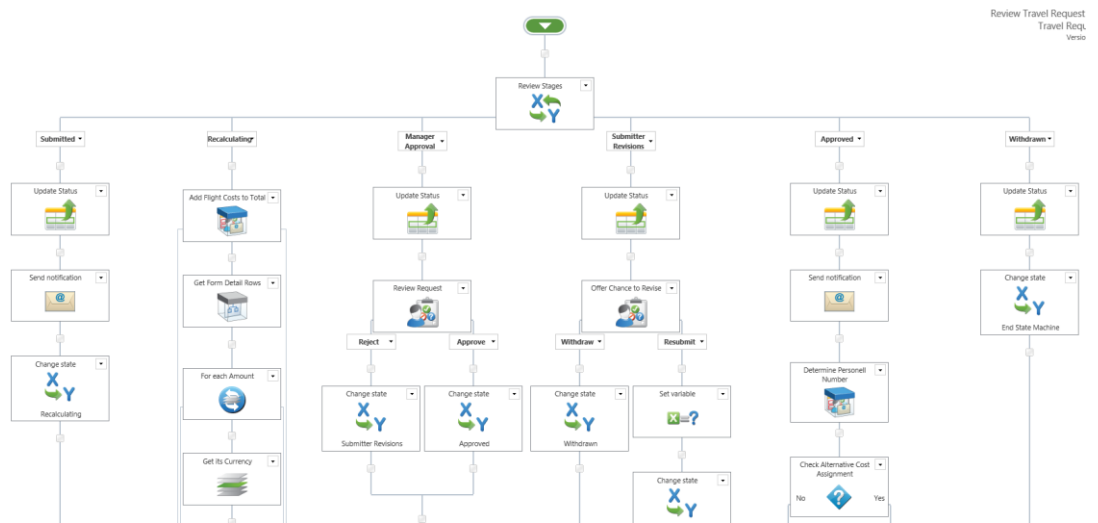 Review Travel Request
Travel Requ
Versio
Review Stages
Submitted
Recalculating
Manager
Approval
Submitter
Revisions
Approved
Withdrawn
Update Status
Add Flight Costs to Total
Update Status
Update Status
Update Status
Update Status
Send notification
Get Form Detail Rows
Review Request
Offer Chance to Revise
Send notification
Change state
End State Machine
Reject
Approve
Withdraw
Resubmit
Change state
Recalculating
For each Amount
Change state
Submitter Revisions
Change state
Approved
Change state
Withdrawn
Set variable
Determine Personell
Number
Get its Currency
Change state
Check Alternative Cost
Assignment
No
Yes